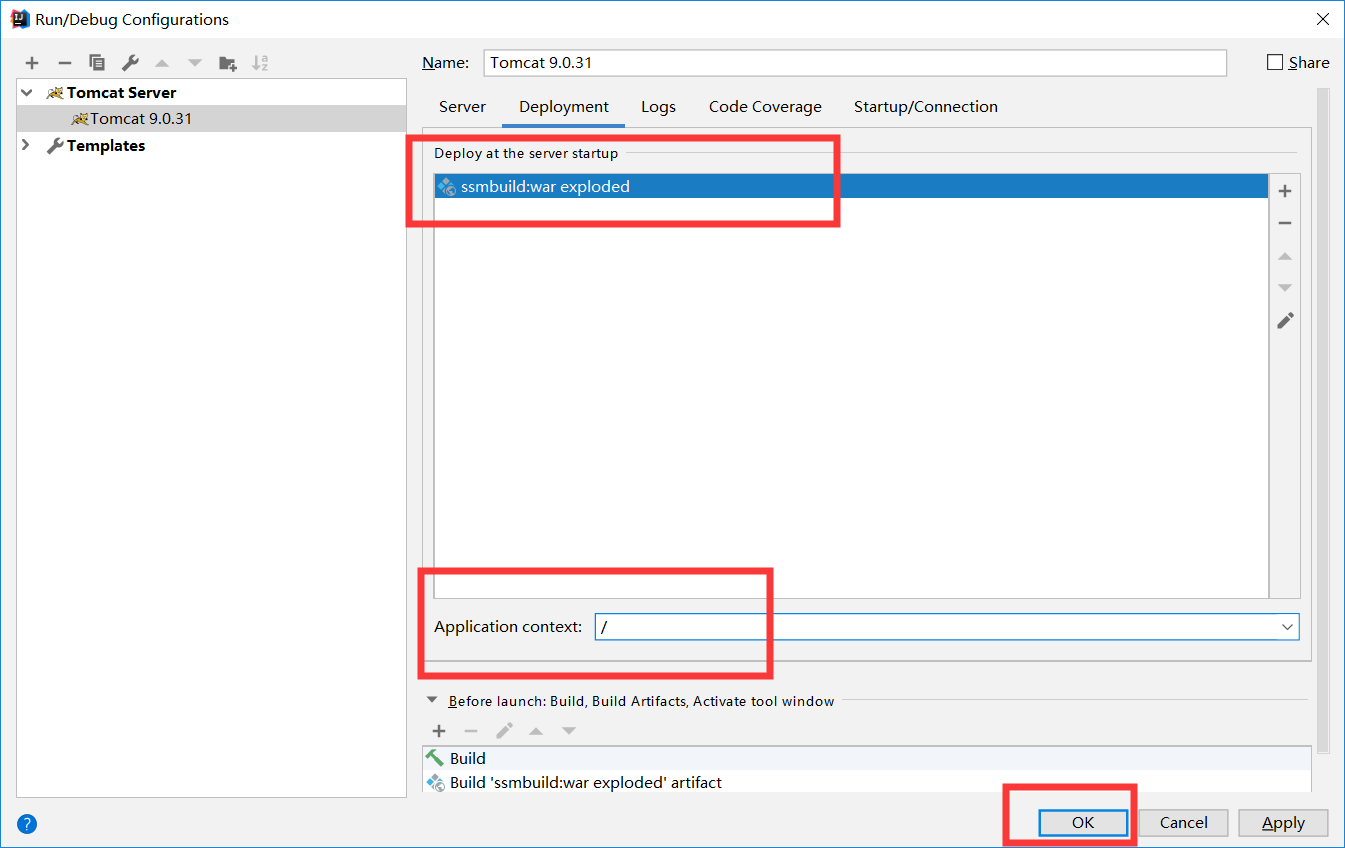 Run/Debug Configurations
Name: Tomcat 9.0.31
Share
Tomcat Server
Tomcat 9.0.31
Templates
Server Deployment Logs Code Coverage Startup/Connection
Deploy at the server startup
ssmbuild:war exploded
Application context: /
Before launch: Build, Build Artifacts, Activate tool window
Build
Build 'ssmbuild:war exploded' artifact
? OK Cancel Apply